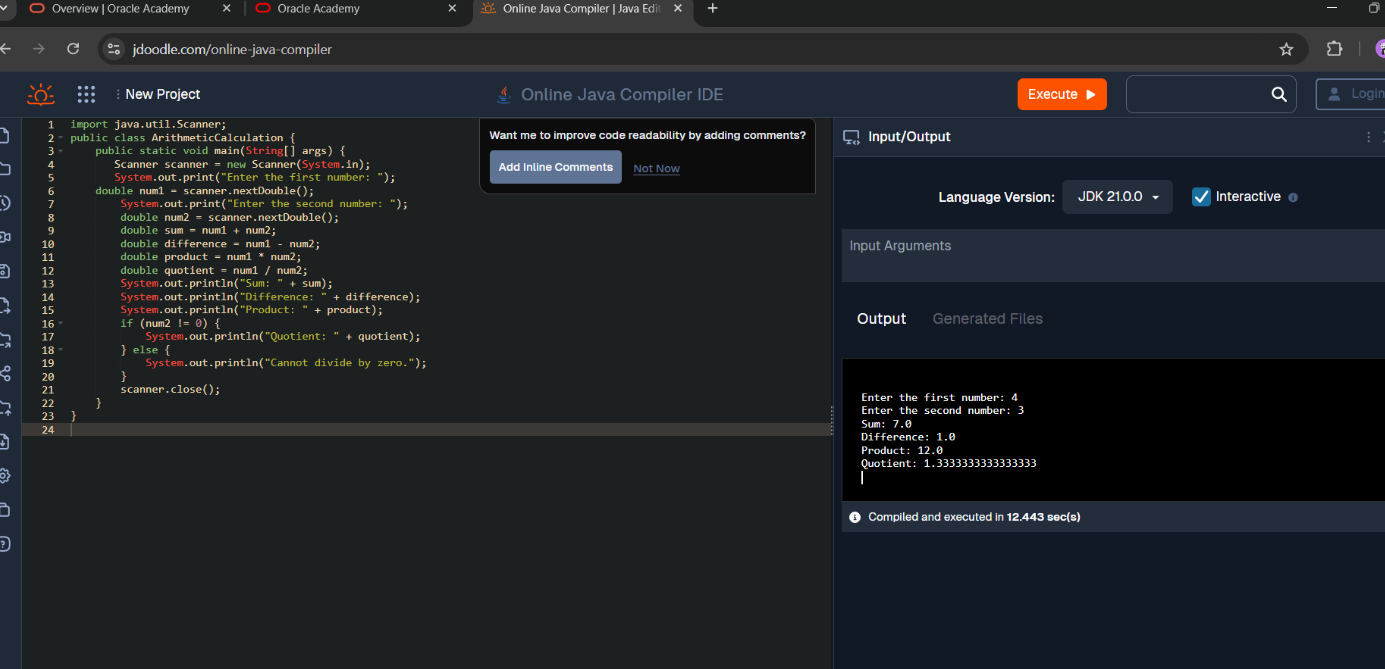 Overview | Oracle Academy
Oracle Academy
Online Java Compiler | Java Edit
jdoodle.com/online-java-compiler
New Project
Online Java Compiler IDE
Execute
Login
1 import java.util.Scanner;
2 public class ArithmeticCalculation {
3 public static void main(String[] args) {
4 Scanner scanner = new Scanner(System.in);
5 System.out.print("Enter the first number: ");
6 double num1 = scanner.nextDouble();
7 System.out.print("Enter the second number: ");
8 double num2 = scanner.nextDouble();
9 double sum = num1 + num2;
10 double difference = num1 - num2;
11 double product = num1 * num2;
12 double quotient = num1 / num2;
13 System.out.println("Sum: " + sum);
14 System.out.println("Difference: " + difference);
15 System.out.println("Product: " + product);
16 if (num2 != 0) {
17 System.out.println("Quotient: " + quotient);
18 } else {
19 System.out.println("Cannot divide by zero.");
20 }
21 scanner.close();
22 }
23 }
24
Want me to improve code readability by adding comments?
Add Inline Comments
Not Now
Input/Output
Language Version:
JDK 21.0.0
Interactive
Input Arguments
Output
Generated Files
Enter the first number: 4
Enter the second number: 3
Sum: 7.0
Difference: 1.0
Product: 12.0
Quotient: 1.3333333333333333
Compiled and executed in 12.443 sec(s)